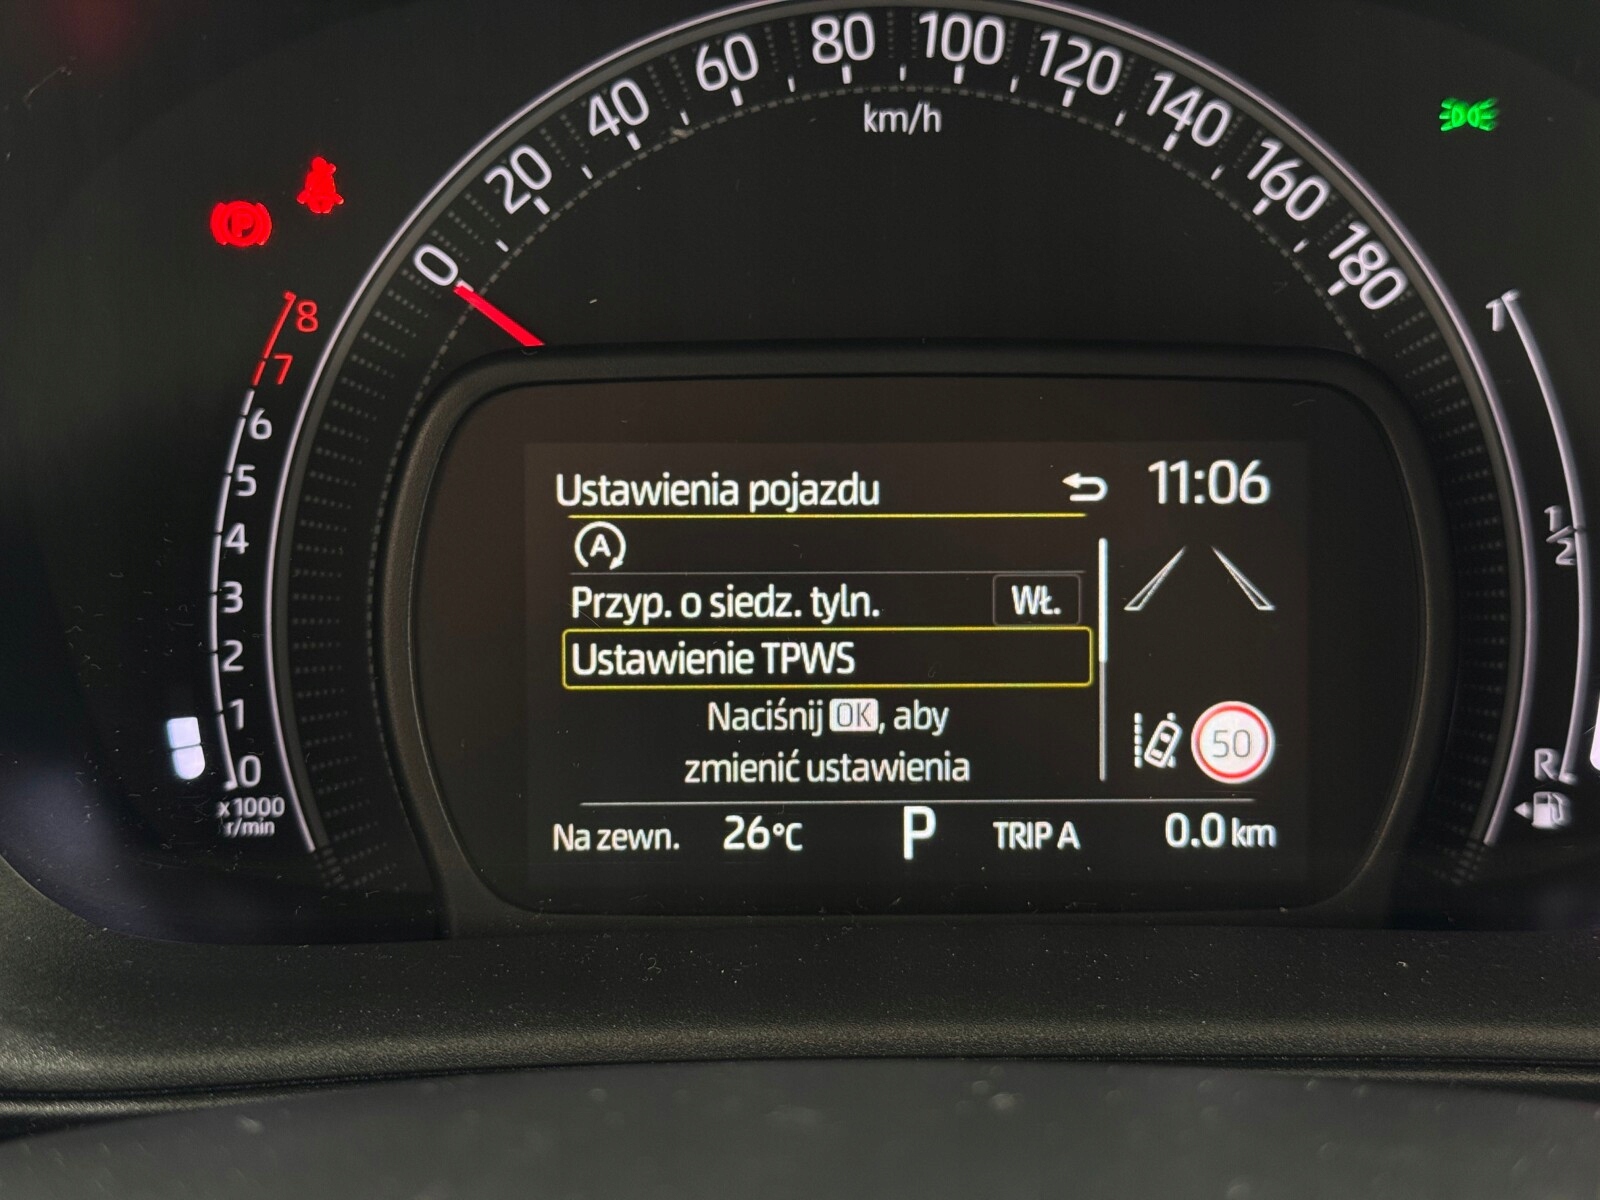 0 20 40 60 80 100 120 140 160 180
km/h
P
8
7
6
5
4
3
2
1
0
x 1000
r/min
1
1/2
R
Ustawienia pojazdu 11:06
A
Przyp. o siedz. tyln. WŁ.
Ustawienie TPWS
Naciśnij OK, aby
zmienić ustawienia
50
Na zewn. 26°C P TRIP A 0.0 km